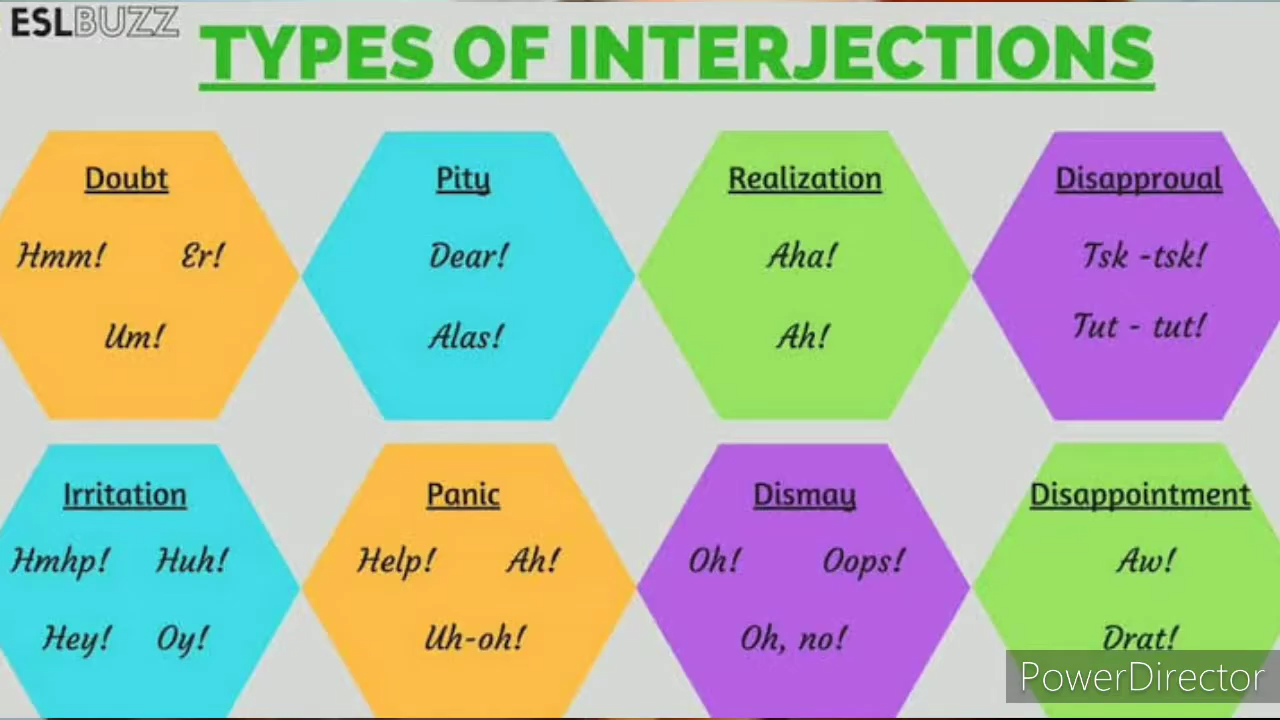 ESLBUZZ
TYPES OF INTERJECTIONS
Doubt
Hmm! Er!
Um!
Pity
Dear!
Alas!
Realization
Aha!
Ah!
Disapproval
Tsk -tsk!
Tut - tut!
Irritation
Hmhp! Huh!
Hey! Oy!
Panic
Help! Ah!
Uh-oh!
Dismay
Oh! Oops!
Oh, no!
Disappointment
Aw!
Drat!
PowerDirector